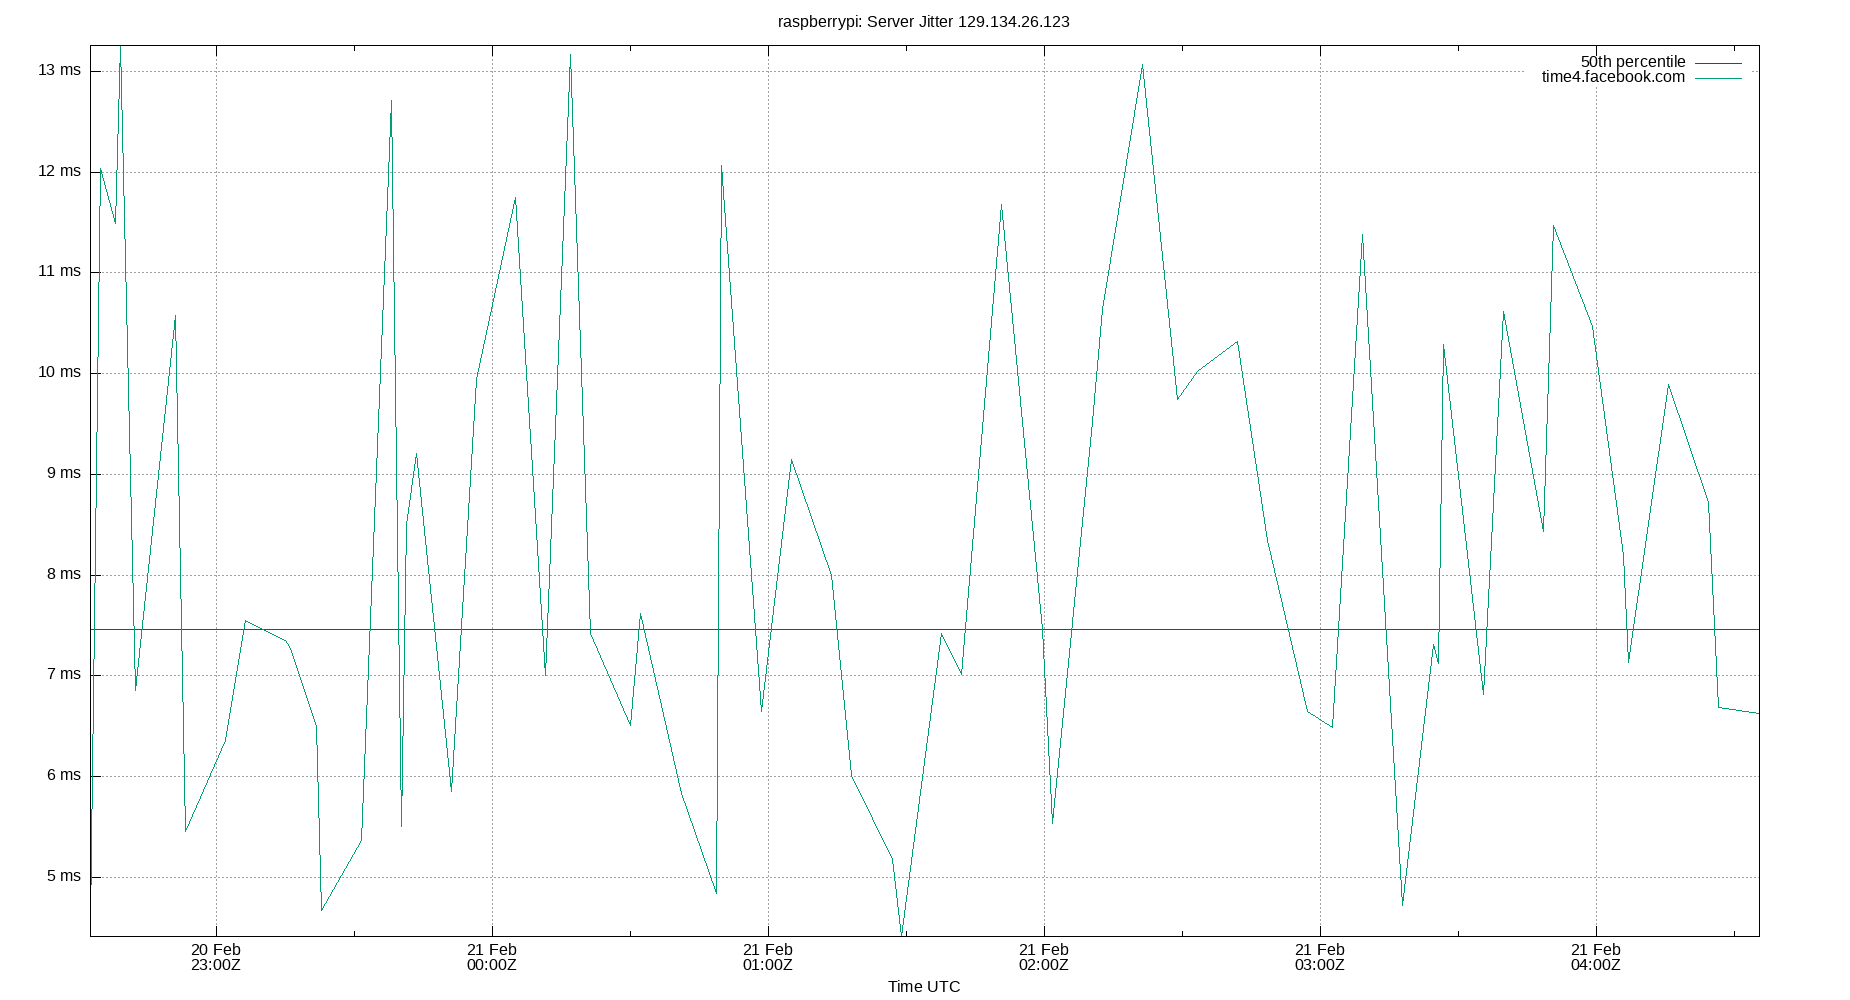 raspberrypi: Server Jitter 129.134.26.123
13 ms
12 ms
11 ms
10 ms
9 ms
8 ms
7 ms
6 ms
5 ms
50th percentile
time4.facebook.com
20 Feb
23:00Z
21 Feb
00:00Z
21 Feb
01:00Z
21 Feb
02:00Z
21 Feb
03:00Z
21 Feb
04:00Z
Time UTC